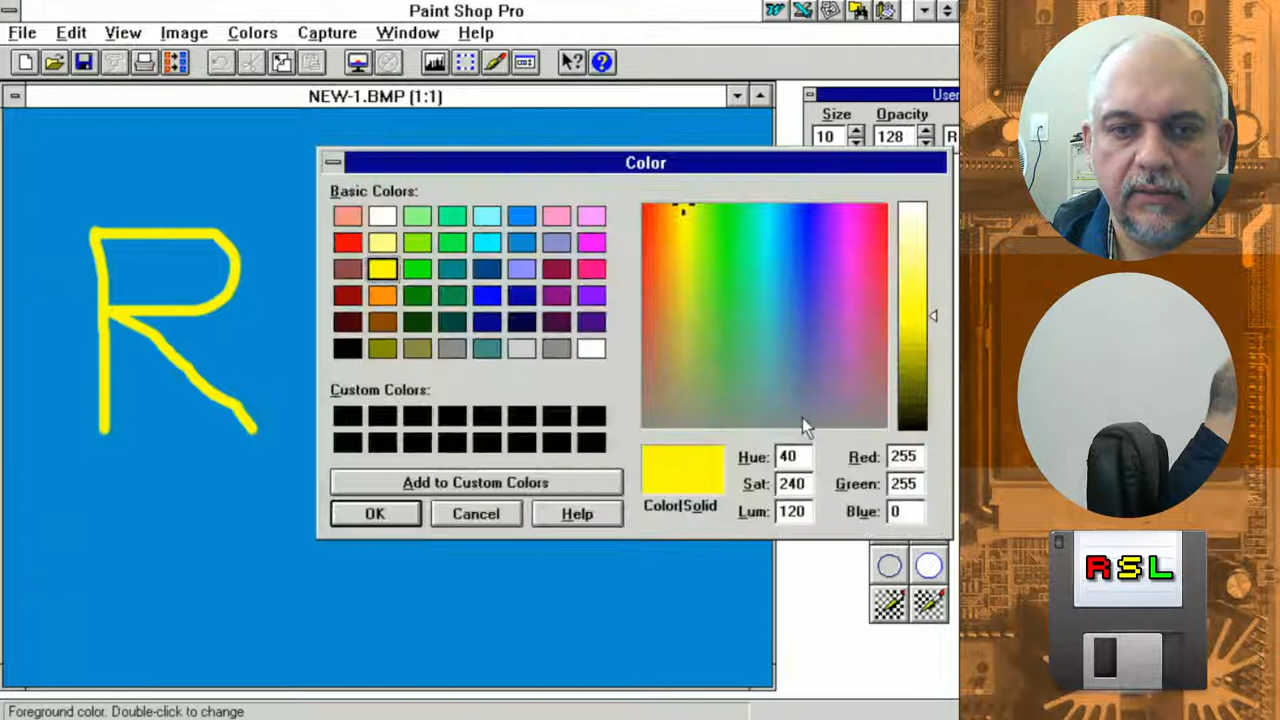 Paint Shop Pro
File Edit View Image Colors Capture Window Help
NEW-1.BMP (1:1)
User
Size Opacity
10 128 R
R
Color
Basic Colors:
Custom Colors:
Add to Custom Colors
OK Cancel Help
Color|Solid
Hue: 40 Red: 255
Sat: 240 Green: 255
Lum: 120 Blue: 0
RSL
Foreground color. Double-click to change